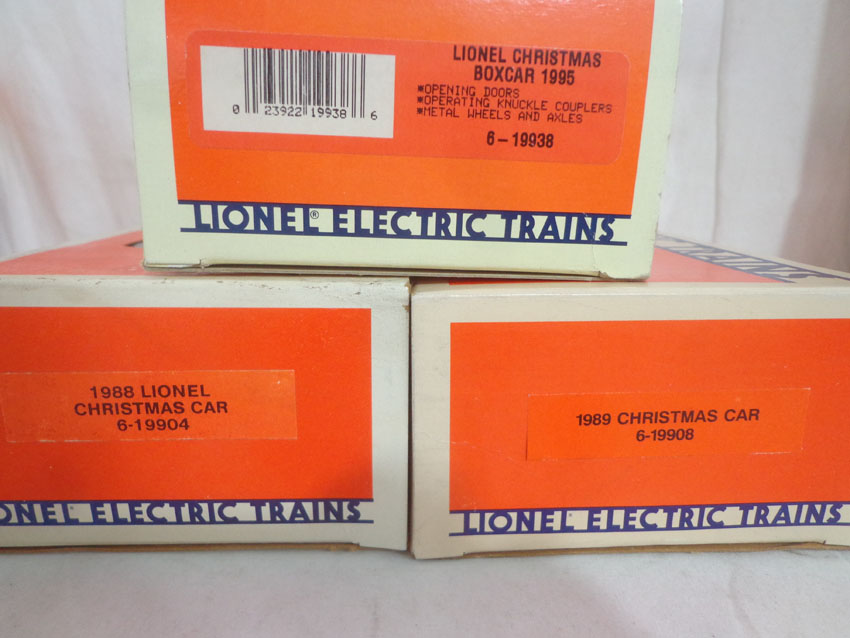 LIONEL CHRISTMAS
BOXCAR 1995
*OPENING DOORS
*OPERATING KNUCKLE COUPLERS
*METAL WHEELS AND AXLES
6-19938
0 23922 19938 6
LIONEL® ELECTRIC TRAINS
TRAINS
1988 LIONEL
CHRISTMAS CAR
6-19904
ONEL ELECTRIC TRAINS
1989 CHRISTMAS CAR
6-19908
LIONEL ELECTRIC TRAINS